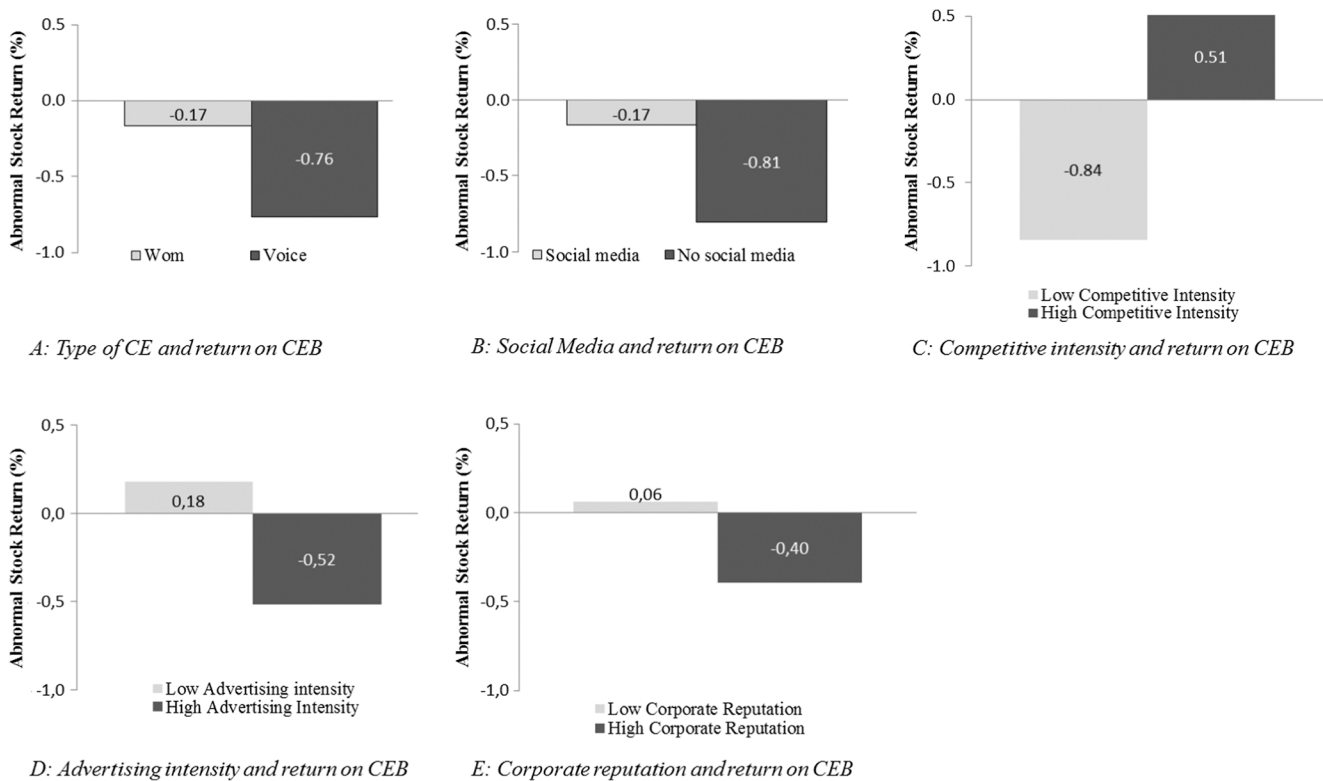 Abnormal Stock Return (%)
0.5
0.0
-0.5
-1.0
-0.17
-0.76
Wom
Voice
A: Type of CE and return on CEB
Abnormal Stock Return (%)
0.5
0.0
-0.5
-1.0
-0.17
-0.81
Social media
No social media
B: Social Media and return on CEB
Abnormal Stock Return (%)
0.5
0.0
-0.5
-1.0
0.51
-0.84
Low Competitive Intensity
High Competitive Intensity
C: Competitive intensity and return on CEB
Abnormal Stock Return (%)
0,5
0,0
-0,5
-1,0
0,18
-0,52
Low Advertising intensity
High Advertising Intensity
D: Advertising intensity and return on CEB
Abnormal Stock Return (%)
0,5
0,0
-0,5
-1,0
0,06
-0,40
Low Corporate Reputation
High Corporate Reputation
E: Corporate reputation and return on CEB